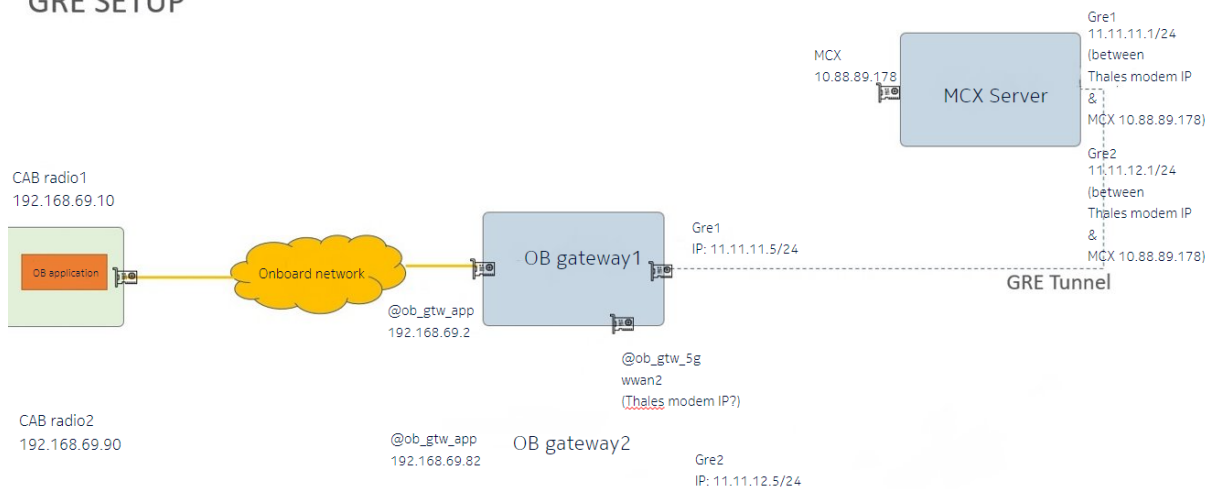 GRE SETUP
Gre1
11.11.11.1/24
(between
Thales modem IP
&
MCX 10.88.89.178)
MCX
10.88.89.178
MCX Server
Gre2
11.11.12.1/24
(between
Thales modem IP
&
MCX 10.88.89.178)
CAB radio1
192.168.69.10
OB application
Onboard network
OB gateway1
Gre1
IP: 11.11.11.5/24
GRE Tunnel
@ob_gtw_app
192.168.69.2
@ob_gtw_5g
wwan2
(Thales modem IP?)
CAB radio2
192.168.69.90
@ob_gtw_app
192.168.69.82
OB gateway2
Gre2
IP: 11.11.12.5/24